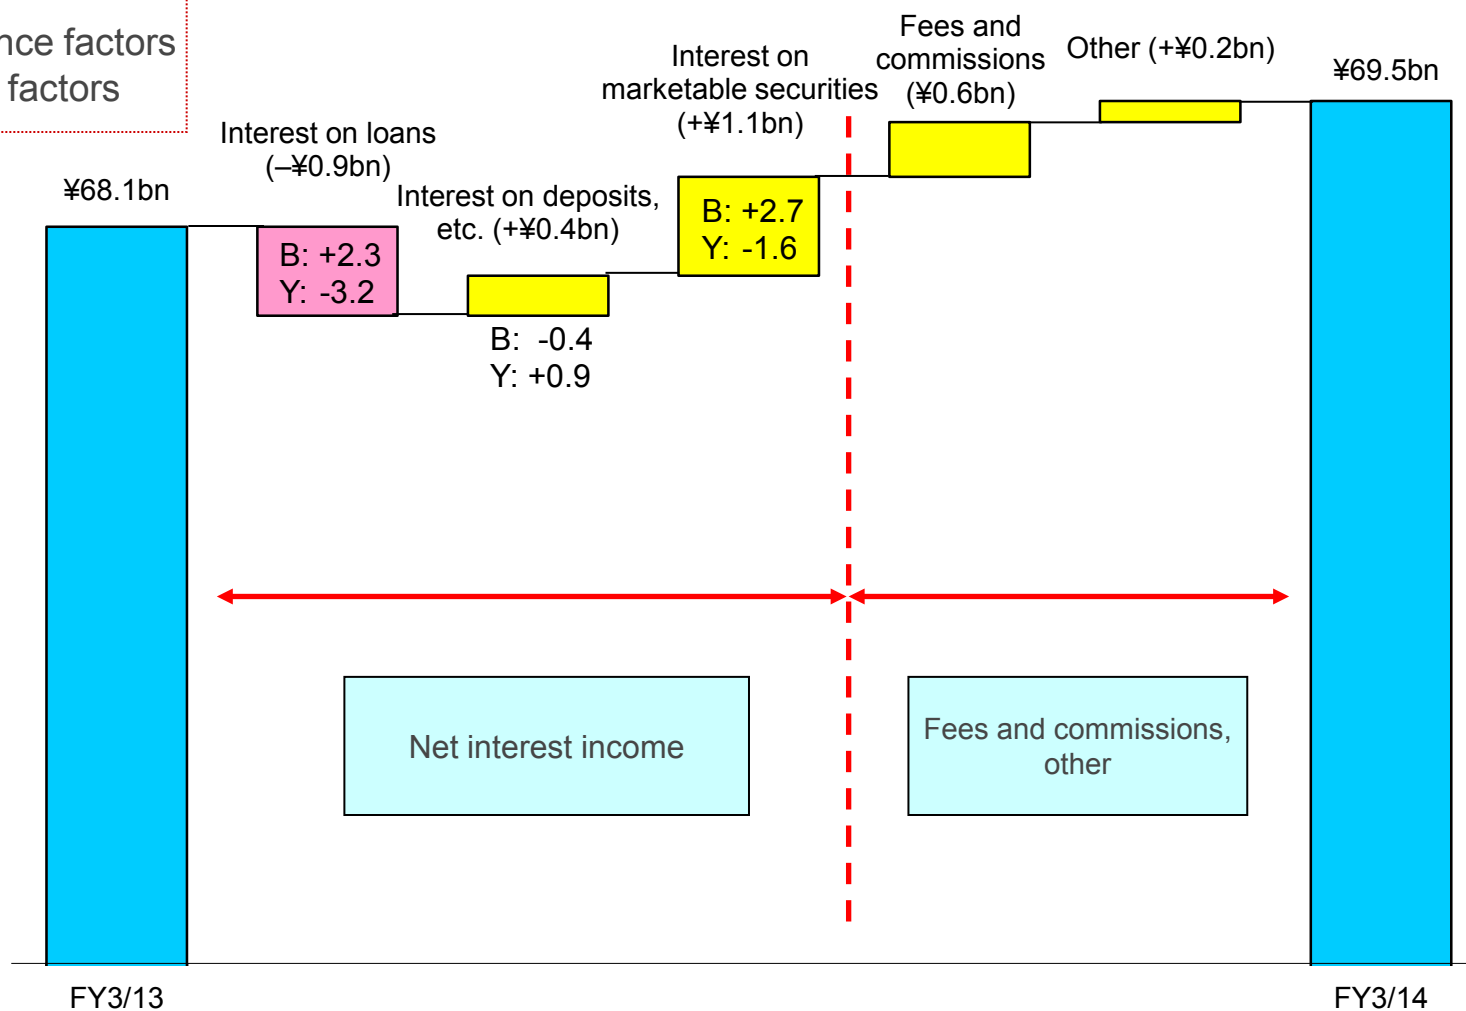 factors
factors
Interest on loans
(–¥0.9bn)
¥68.1bn
Interest on deposits,
etc. (+¥0.4bn)
Interest on
marketable securities
(+¥1.1bn)
Fees and
commissions
(¥0.6bn)
Other (+¥0.2bn)
¥69.5bn
B: +2.3
Y: -3.2
B: -0.4
Y: +0.9
B: +2.7
Y: -1.6
Net interest income
Fees and commissions,
other
FY3/13
FY3/14